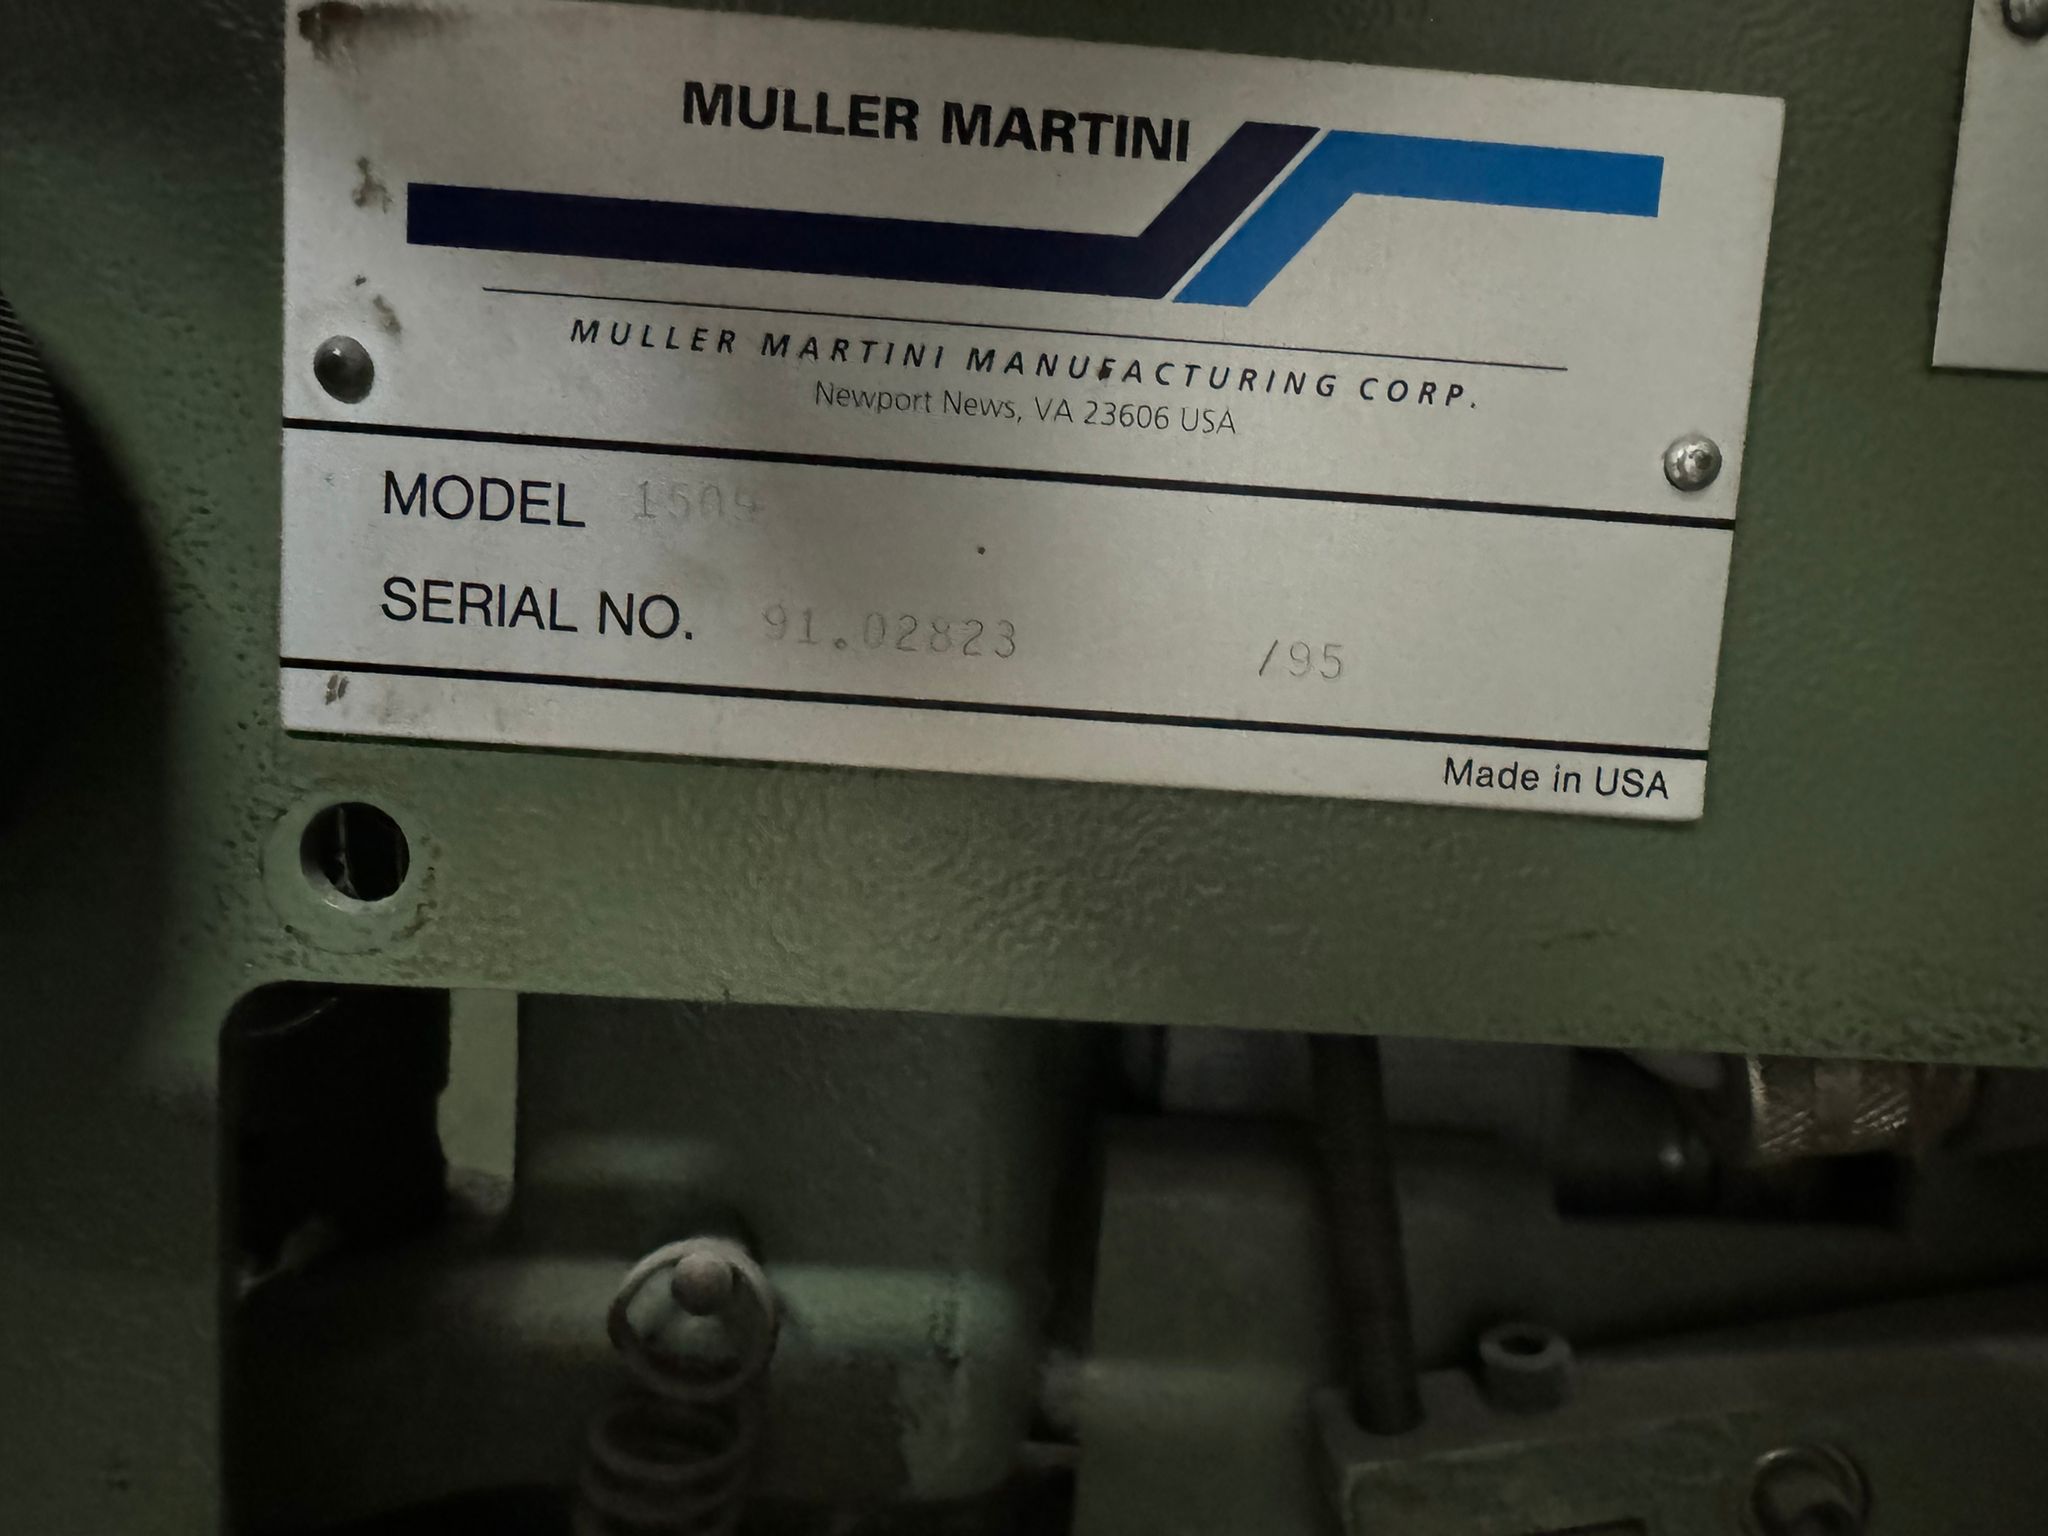 MULLER MARTINI
MULLER MARTINI MANUFACTURING CORP.
Newport News, VA 23606 USA
MODEL 1509
SERIAL NO. 91.02823 /95
Made in USA